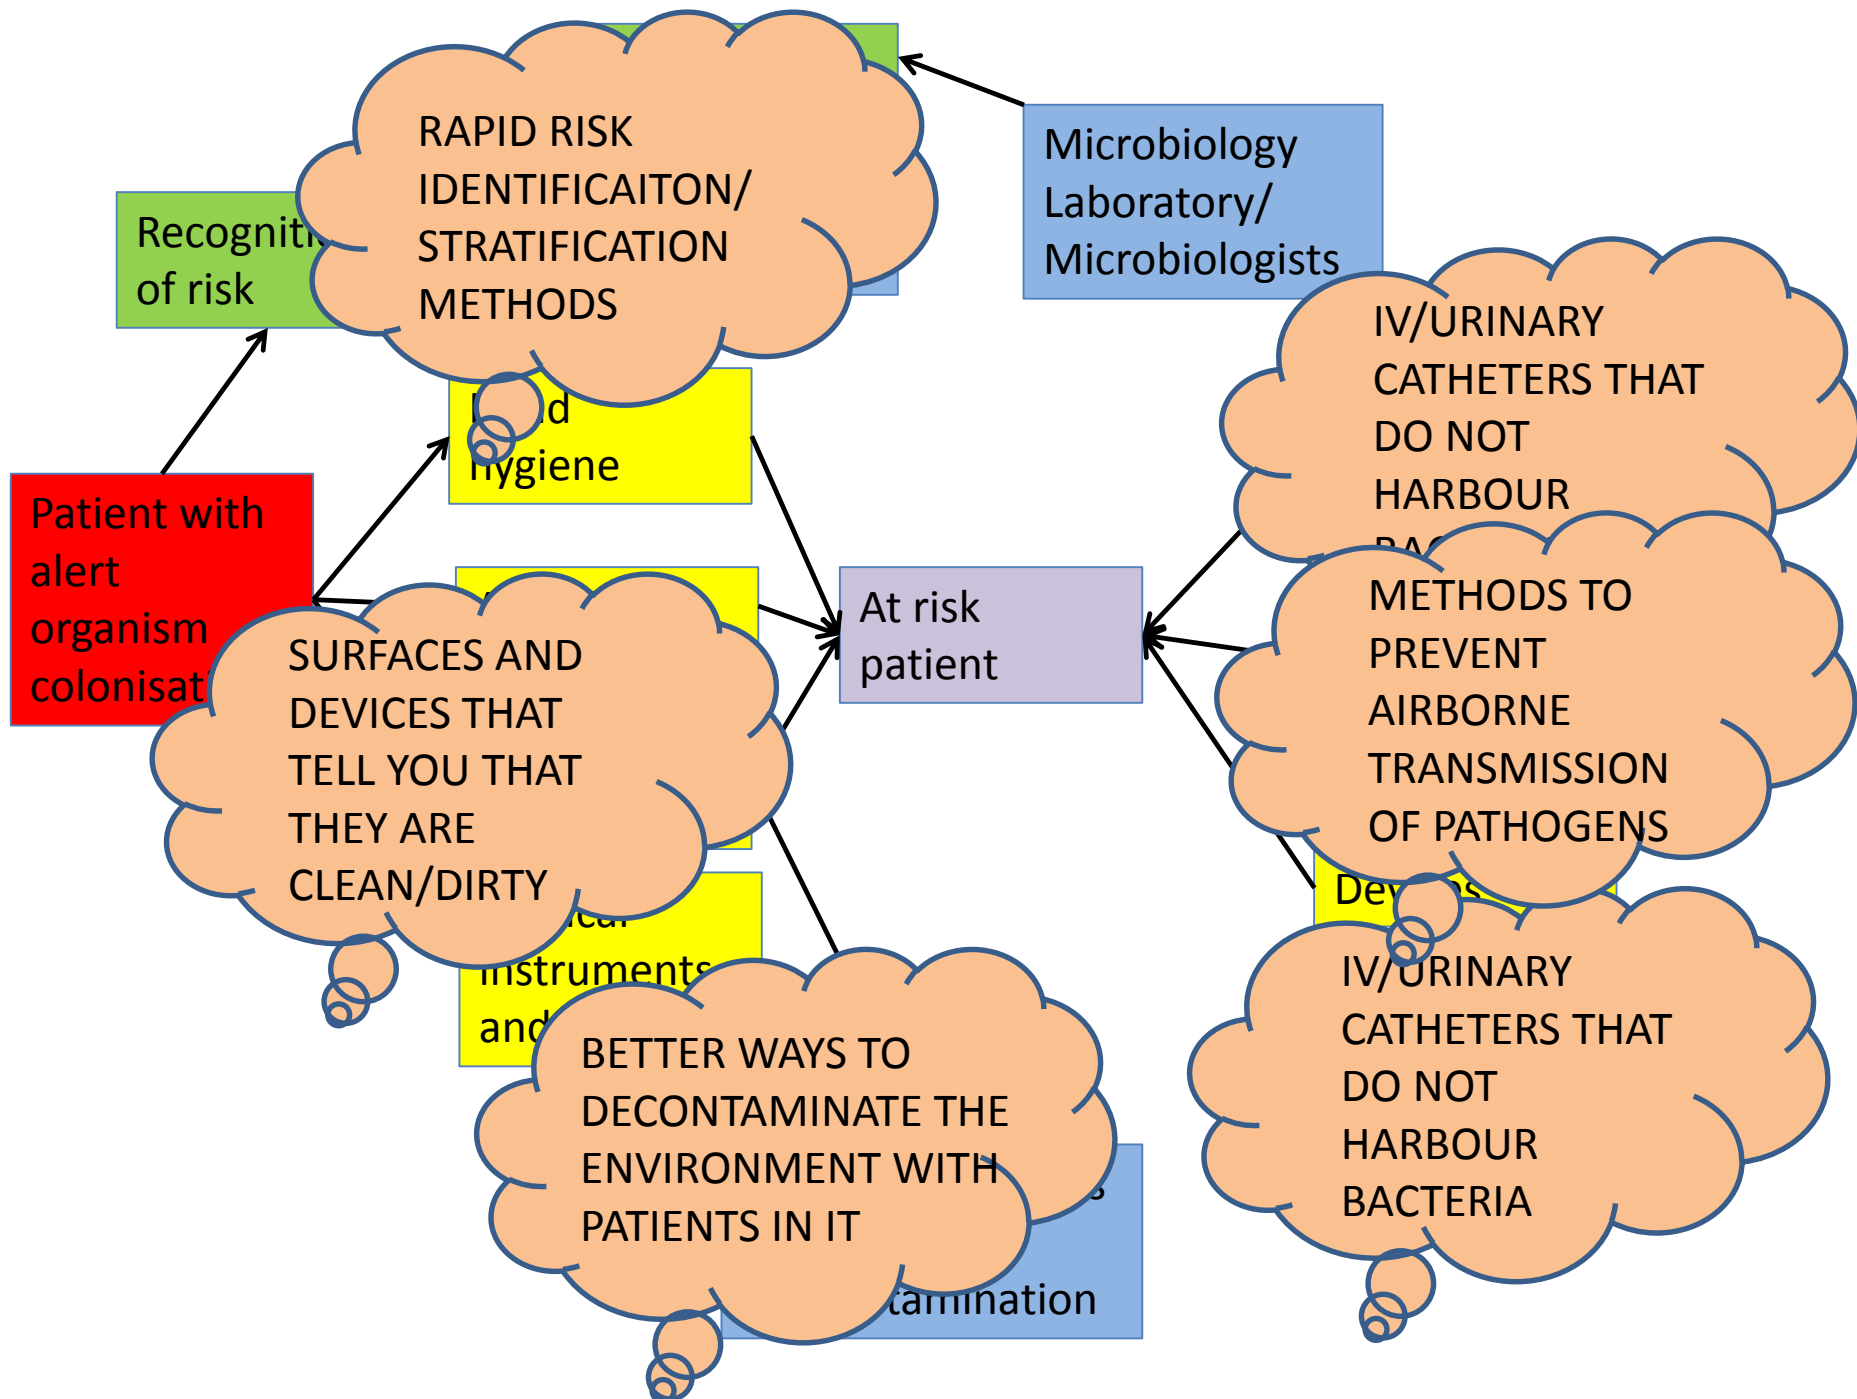 RAPID RISK
IDENTIFICAITON/
STRATIFICATION
METHODS
Microbiology
Laboratory/
Microbiologists
of risk
IV/URINARY
CATHETERS THAT
DO NOT
HARBOUR
hygiene
Patient with
alert
organism
At risk
patient
SURFACES AND
DEVICES THAT
TELL YOU THAT
THEY ARE
CLEAN/DIRTY
METHODS TO
PREVENT
AIRBORNE
TRANSMISSION
OF PATHOGENS
Devices
instruments
and
BETTER WAYS TO
DECONTAMINATE THE
ENVIRONMENT WITH
PATIENTS IN IT
IV/URINARY
CATHETERS THAT
DO NOT
HARBOUR
BACTERIA